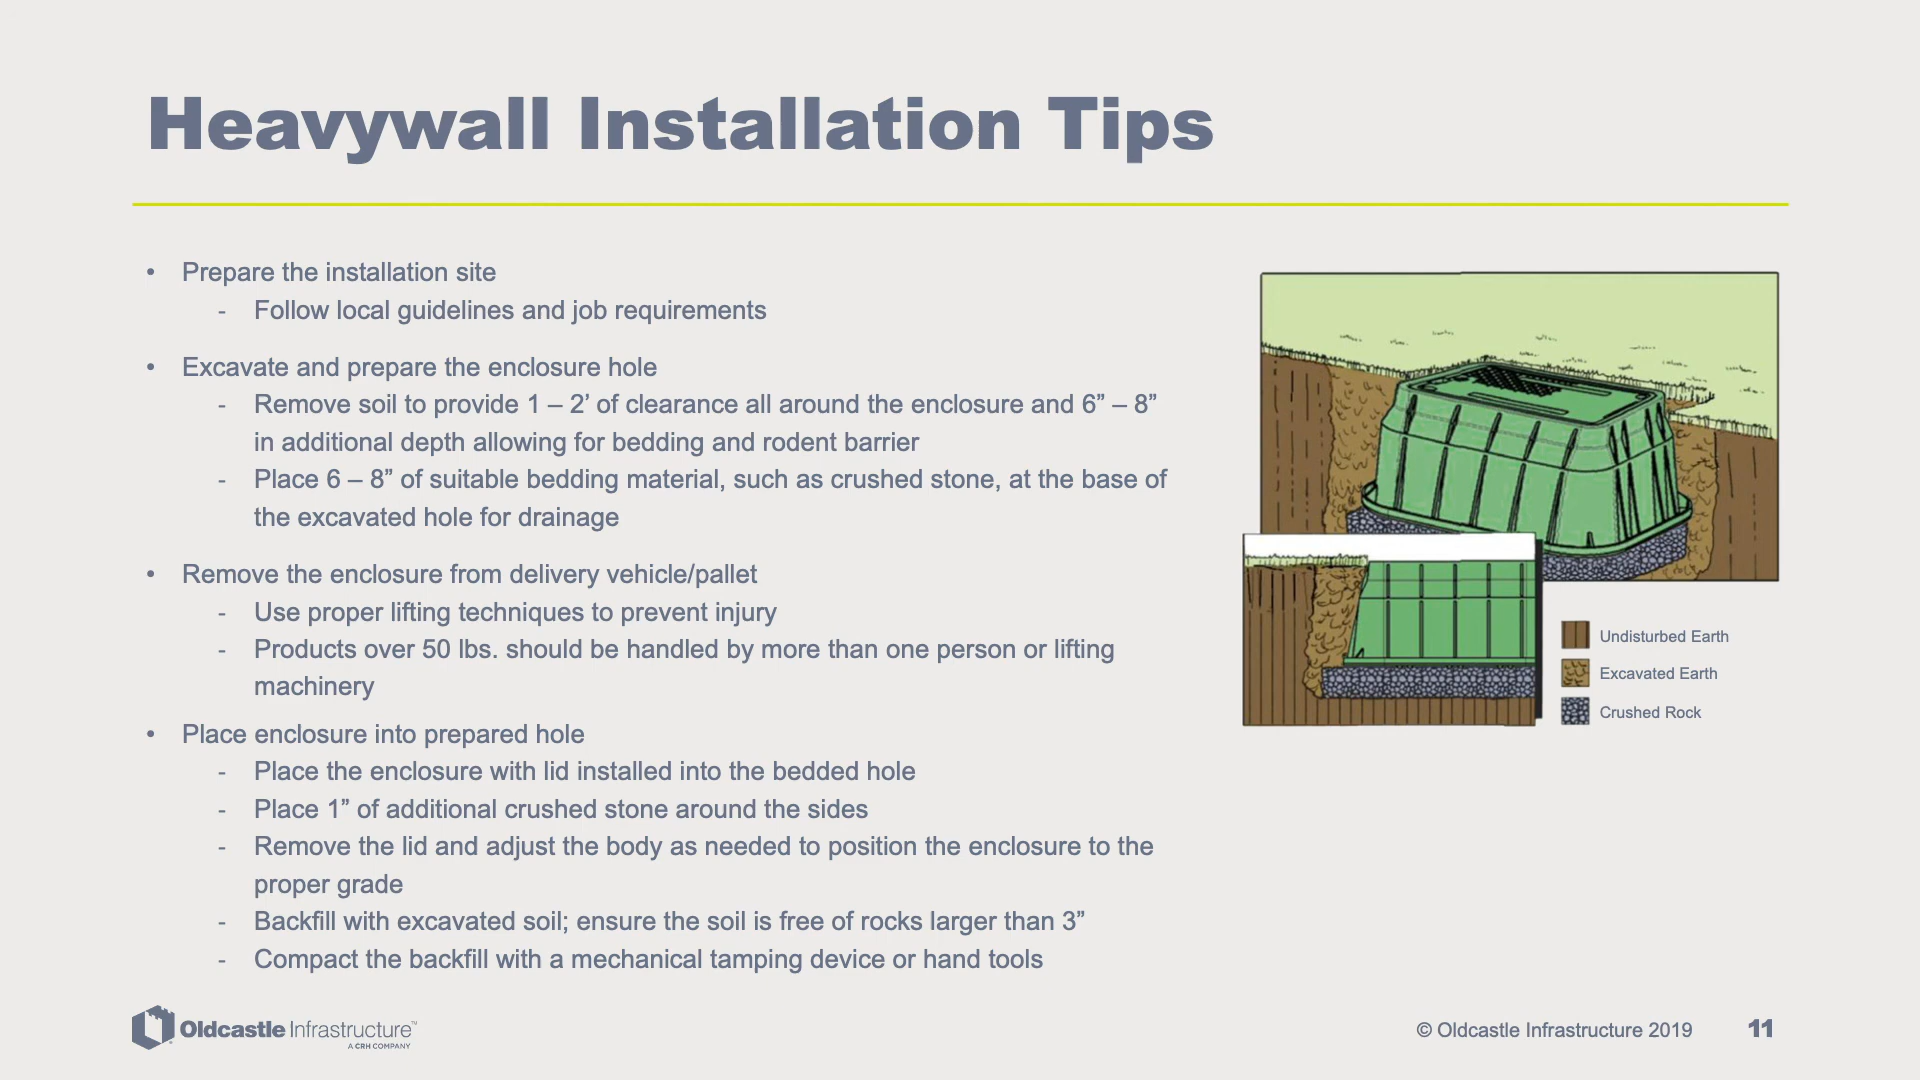 Heavywall Installation Tips
• Prepare the installation site
- Follow local guidelines and job requirements
• Excavate and prepare the enclosure hole
- Remove soil to provide 1 – 2’ of clearance all around the enclosure and 6” – 8”
in additional depth allowing for bedding and rodent barrier
- Place 6 – 8” of suitable bedding material, such as crushed stone, at the base of
the excavated hole for drainage
• Remove the enclosure from delivery vehicle/pallet
- Use proper lifting techniques to prevent injury
- Products over 50 lbs. should be handled by more than one person or lifting
machinery
• Place enclosure into prepared hole
- Place the enclosure with lid installed into the bedded hole
- Place 1” of additional crushed stone around the sides
- Remove the lid and adjust the body as needed to position the enclosure to the
proper grade
- Backfill with excavated soil; ensure the soil is free of rocks larger than 3”
- Compact the backfill with a mechanical tamping device or hand tools
Undisturbed Earth
Excavated Earth
Crushed Rock
Oldcastle Infrastructure™
A CRH COMPANY
© Oldcastle Infrastructure 2019
11